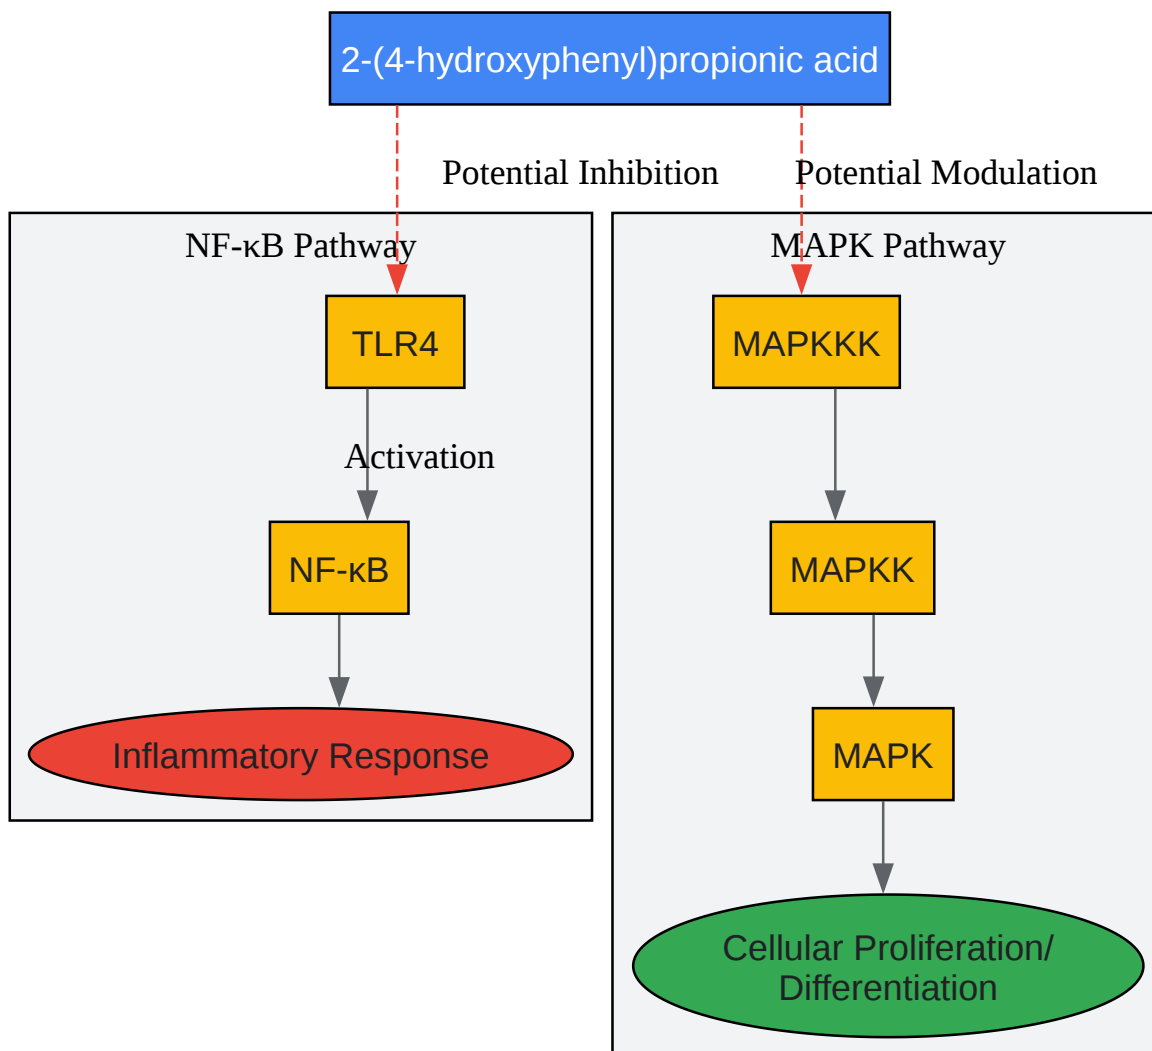 2-(4-hydroxyphenyl)propionic acid
Potential Inhibition
Potential Modulation
NF-κB Pathway
MAPK Pathway
TLR4
MAPKKK
Activation
NF-κB
MAPKK
Inflammatory Response
MAPK
Cellular Proliferation/
Differentiation